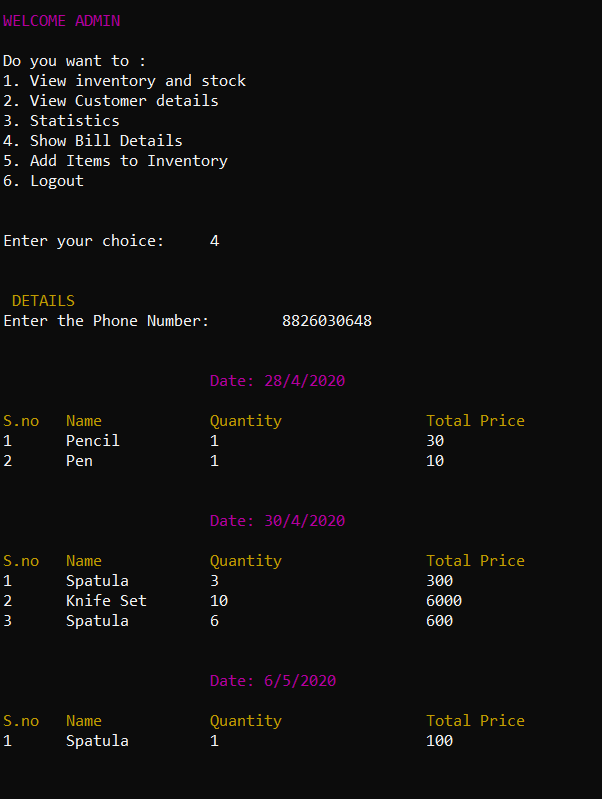 WELCOME ADMIN
Do you want to :
1. View inventory and stock
2. View Customer details
3. Statistics
4. Show Bill Details
5. Add Items to Inventory
6. Logout
Enter your choice: 4
DETAILS
Enter the Phone Number: 8826030648
Date: 28/4/2020
S.no Name Quantity Total Price
1 Pencil 1 30
2 Pen 1 10
Date: 30/4/2020
S.no Name Quantity Total Price
1 Spatula 3 300
2 Knife Set 10 6000
3 Spatula 6 600
Date: 6/5/2020
S.no Name Quantity Total Price
1 Spatula 1 100